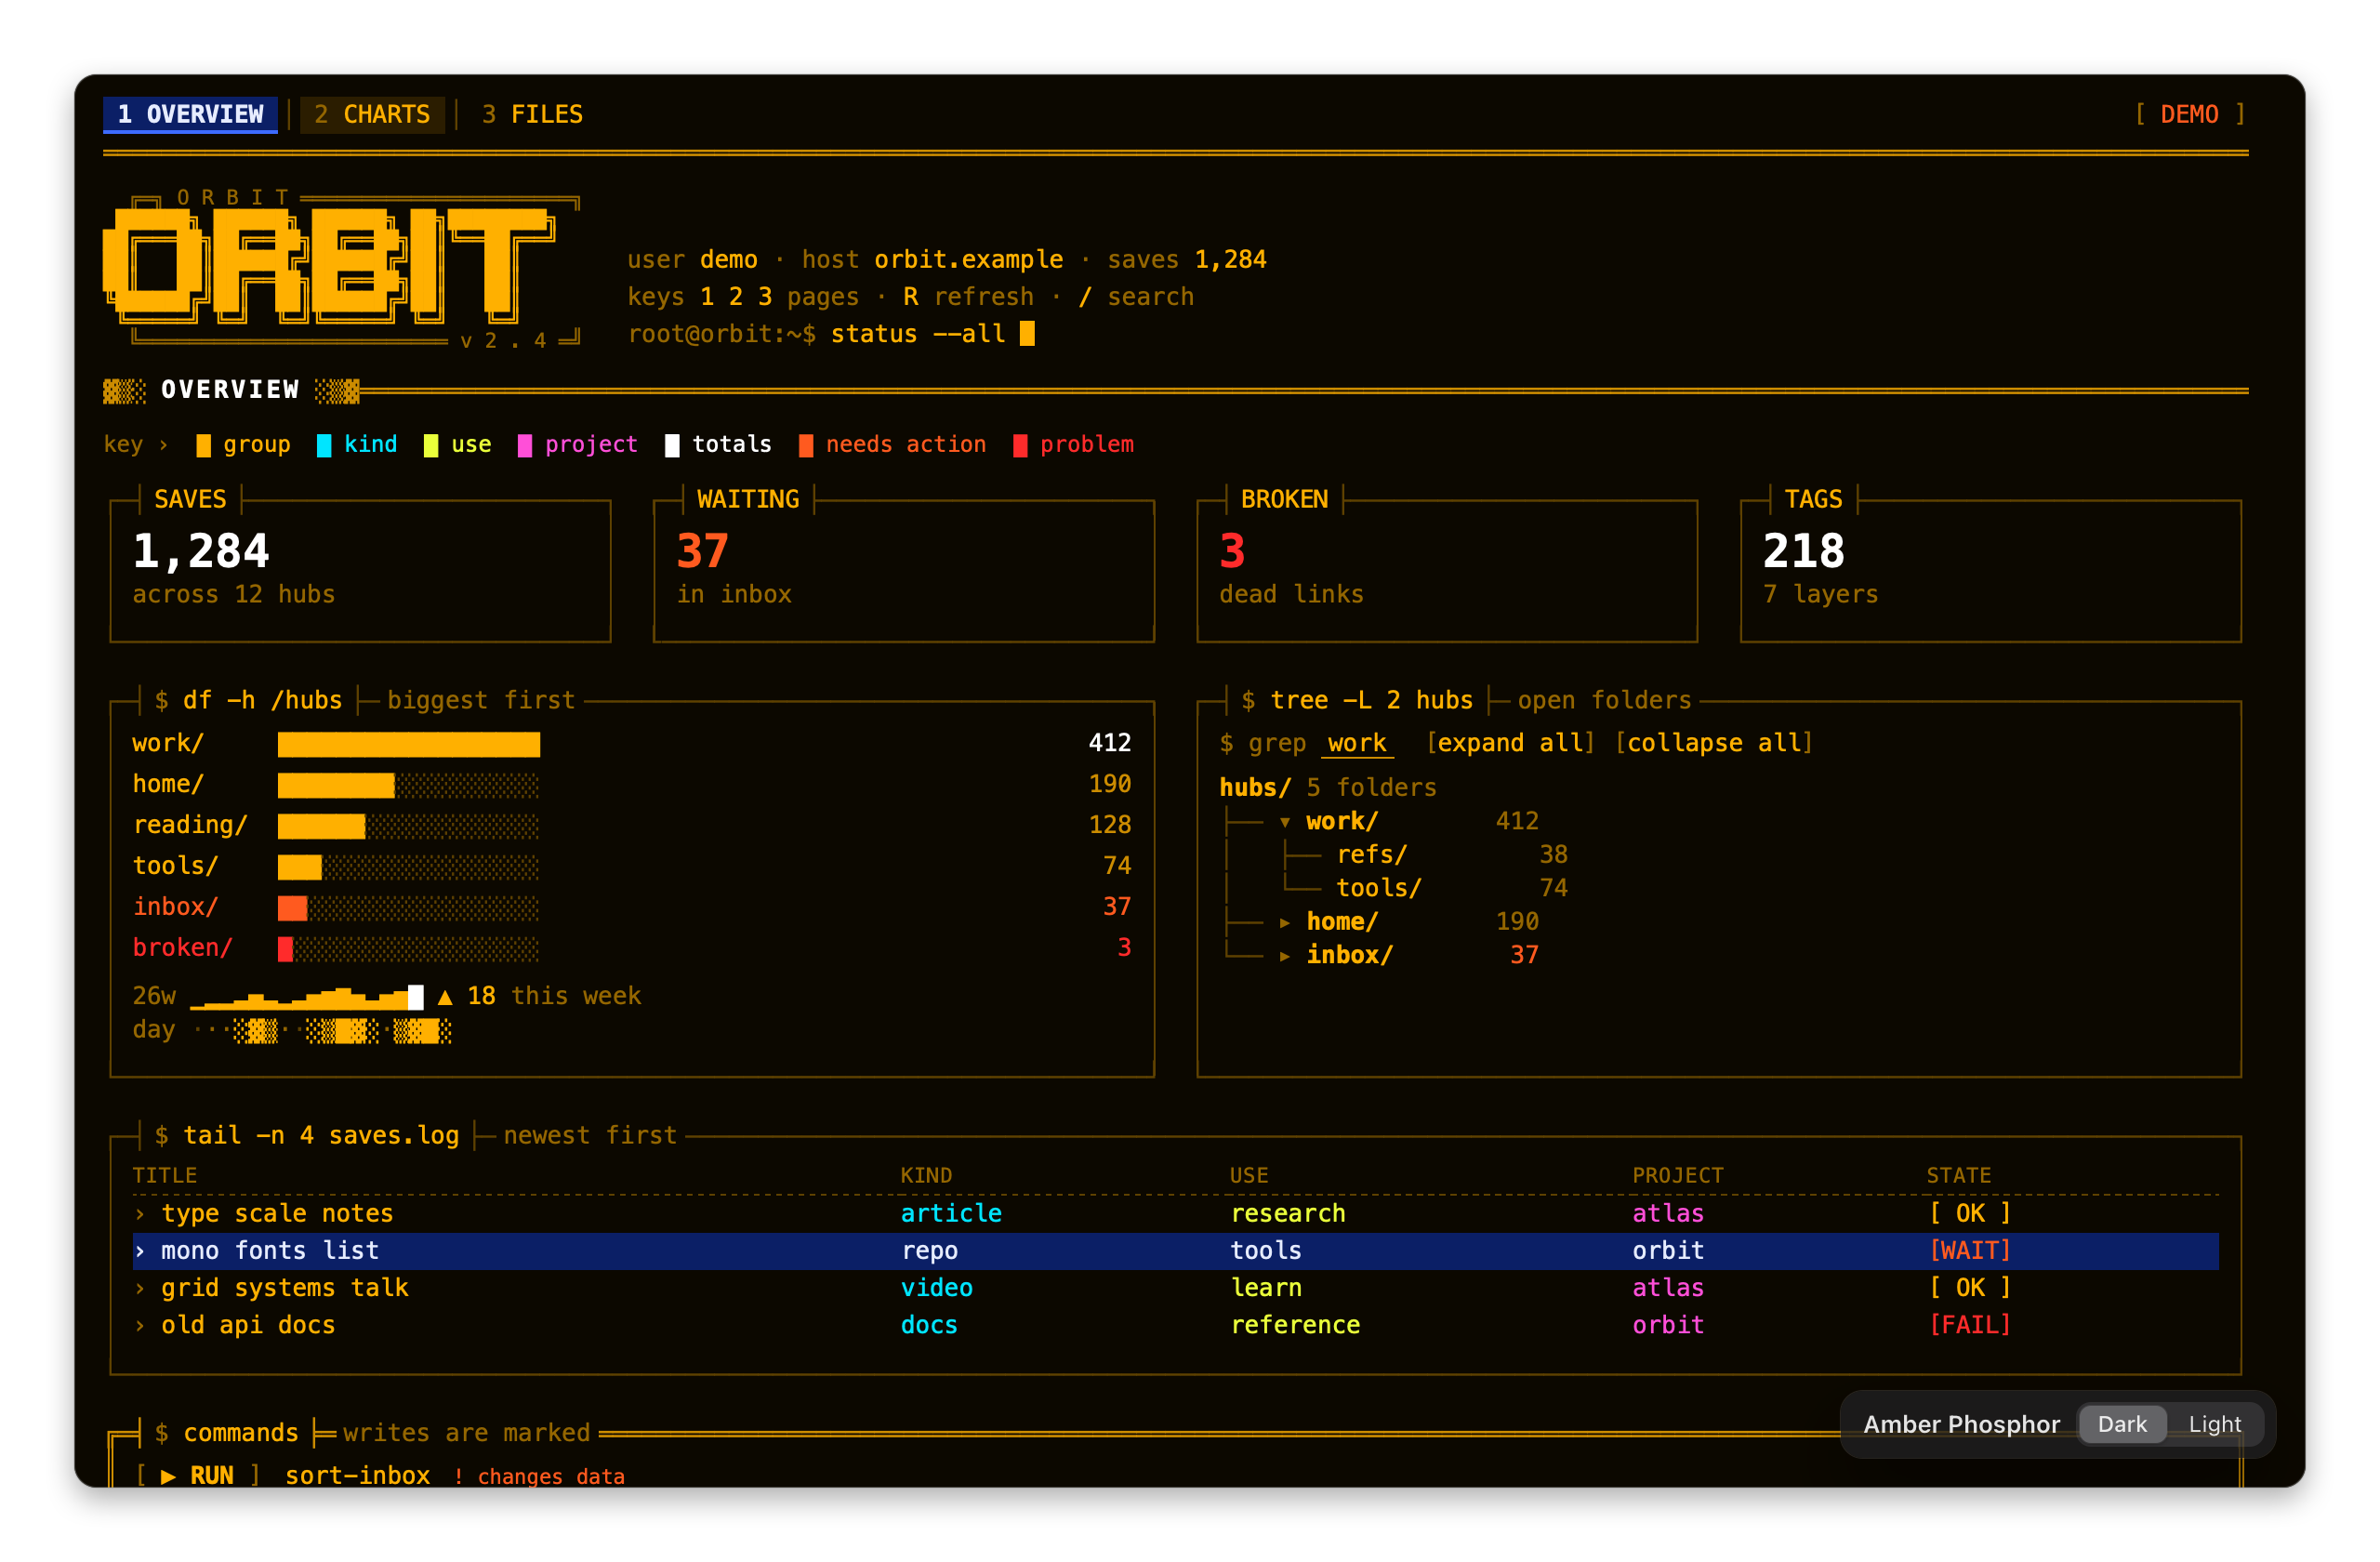 1 OVERVIEW │ 2 CHARTS │ 3 FILES [ DEMO ]
ORBIT
ORBIT
v2.4
user demo · host orbit.example · saves 1,284
keys 1 2 3 pages · R refresh · / search
root@orbit:~$ status --all
OVERVIEW
key › group kind use project totals needs action problem
SAVES
1,284
across 12 hubs
WAITING
37
in inbox
BROKEN
3
dead links
TAGS
218
7 layers
$ df -h /hubs biggest first
work/ 412
home/ 190
reading/ 128
tools/ 74
inbox/ 37
broken/ 3
26w ▲ 18 this week
day
$ tree -L 2 hubs open folders
$ grep work [expand all] [collapse all]
hubs/ 5 folders
▾ work/ 412
refs/ 38
tools/ 74
▸ home/ 190
▸ inbox/ 37
$ tail -n 4 saves.log newest first
TITLE KIND USE PROJECT STATE
› type scale notes article research atlas [ OK ]
› mono fonts list repo tools orbit [WAIT]
› grid systems talk video learn atlas [ OK ]
› old api docs docs reference orbit [FAIL]
$ commands writes are marked
[ ▶ RUN ] sort-inbox ! changes data
Amber Phosphor Dark Light